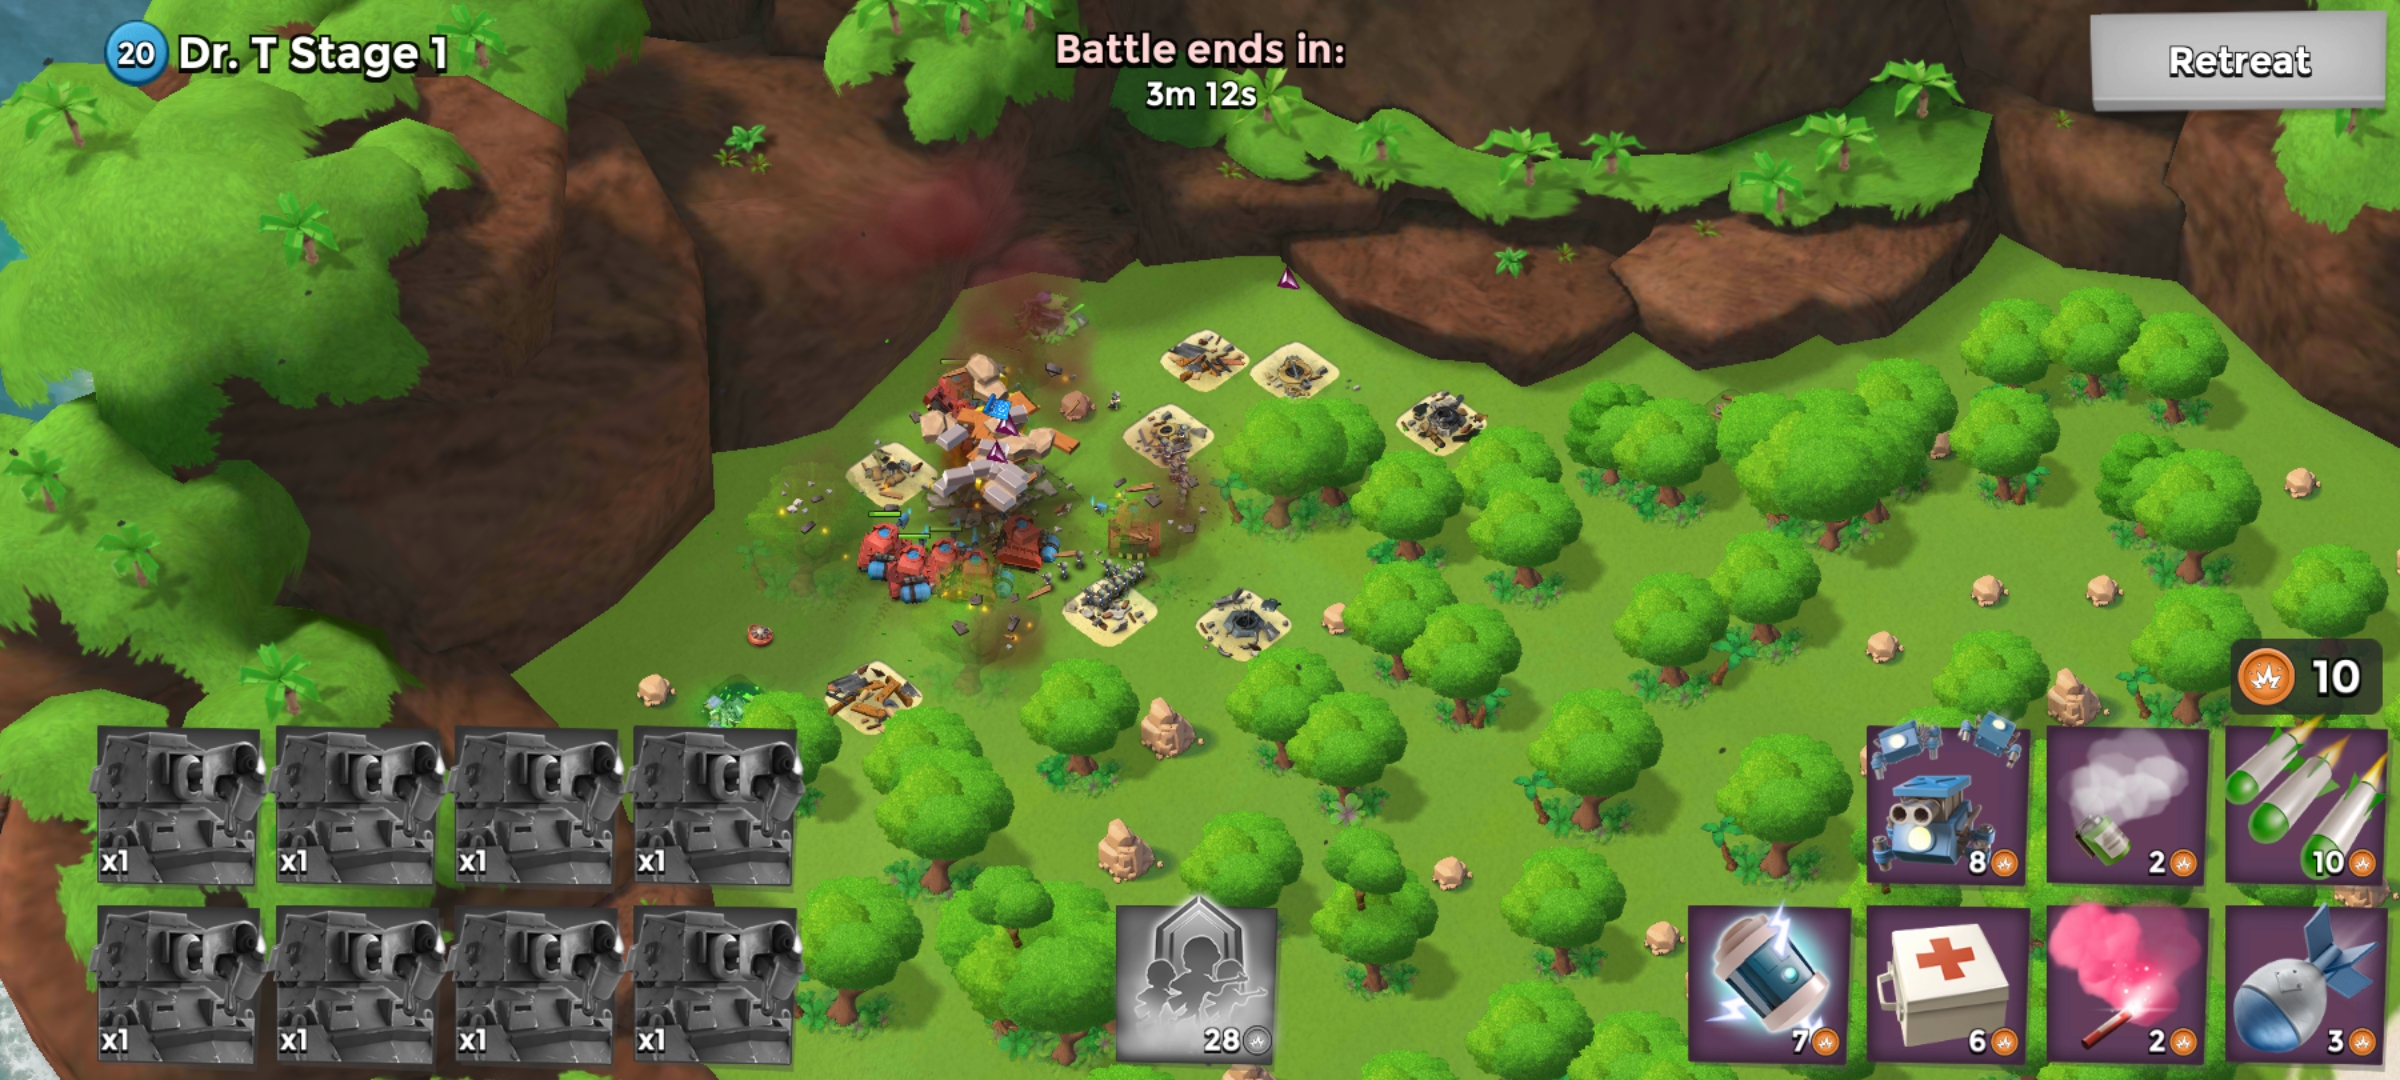 20 Dr. T Stage 1
Battle ends in:
3m 12s
Retreat
10
x1 x1 x1 x1
8 2 10
x1 x1 x1 x1
28
7 6 2 3